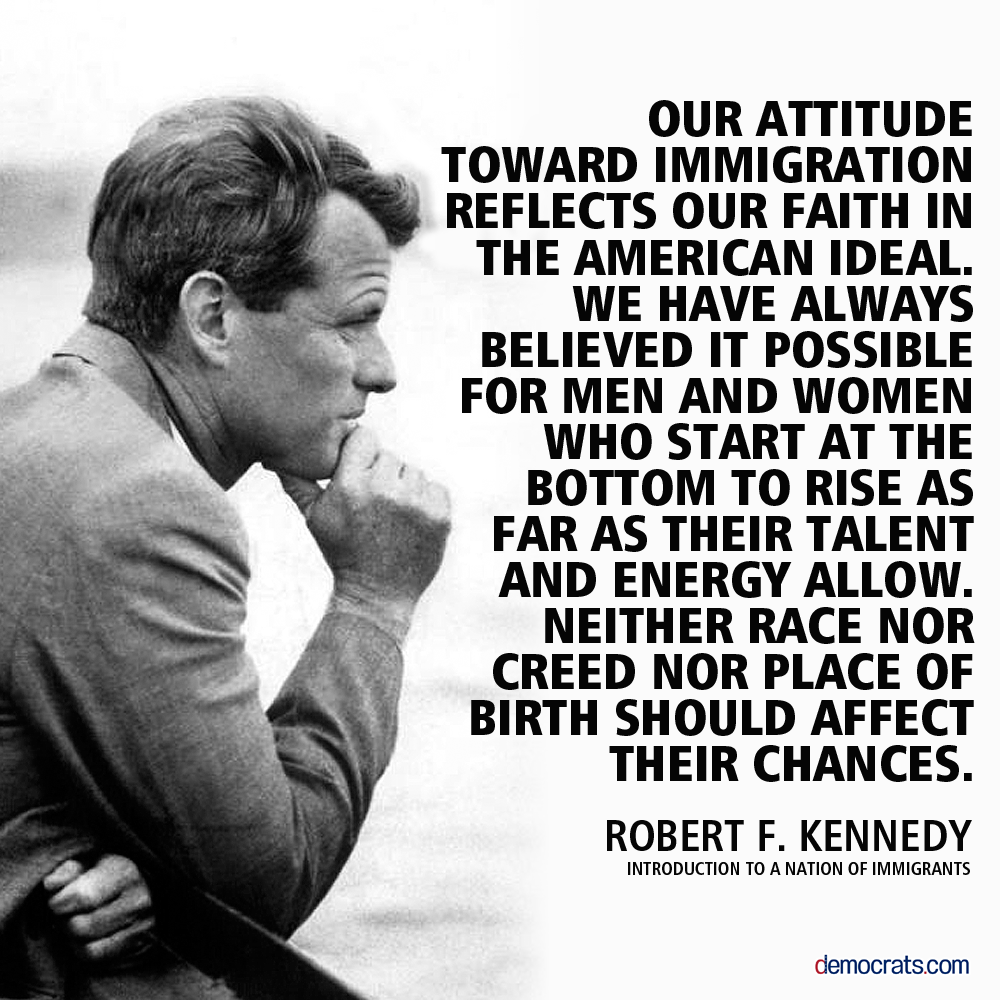 OUR ATTITUDE
TOWARD IMMIGRATION
REFLECTS OUR FAITH IN
THE AMERICAN IDEAL.
WE HAVE ALWAYS
BELIEVED IT POSSIBLE
FOR MEN AND WOMEN
WHO START AT THE
BOTTOM TO RISE AS
FAR AS THEIR TALENT
AND ENERGY ALLOW.
NEITHER RACE NOR
CREED NOR PLACE OF
BIRTH SHOULD AFFECT
THEIR CHANCES.
ROBERT F. KENNEDY
INTRODUCTION TO A NATION OF IMMIGRANTS
democrats.com